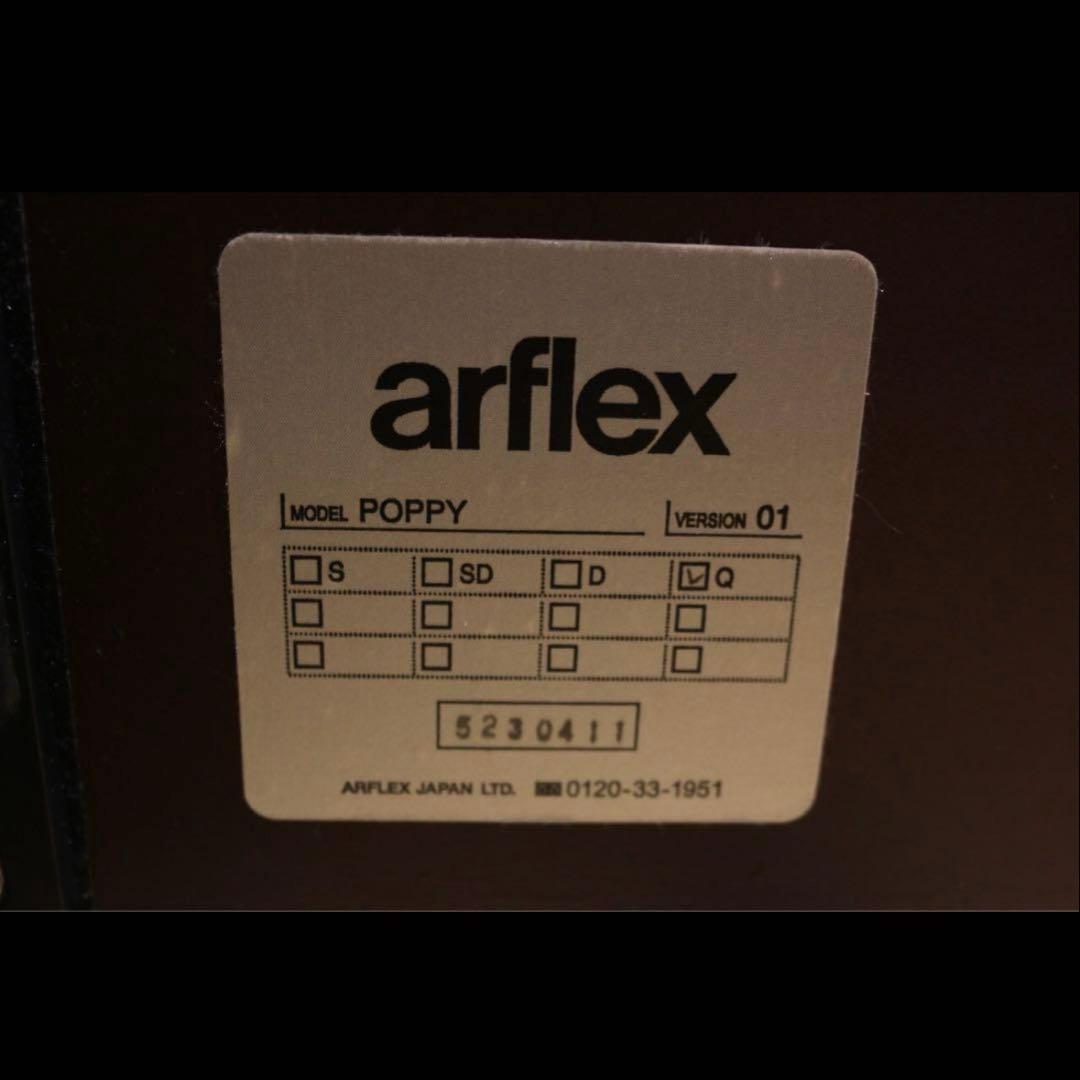 arflex
MODEL POPPY VERSION 01
S SD D Q
5230411
ARFLEX JAPAN LTD. 0120-33-1951